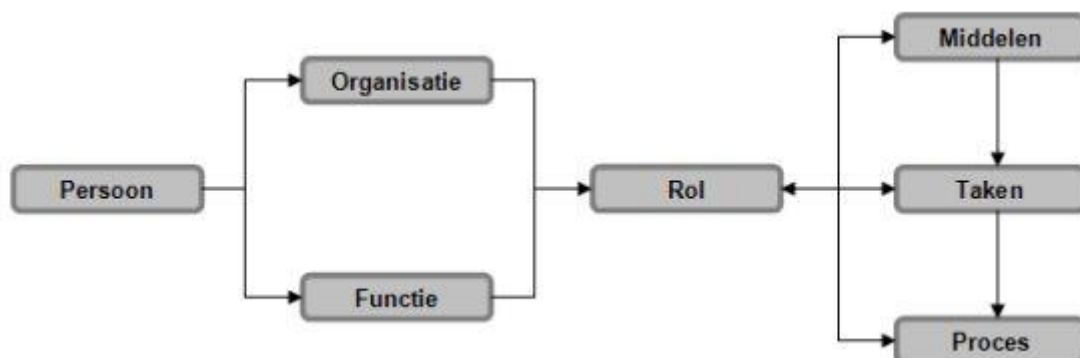 Middelen
Organisatie
Persoon
Rol
Taken
Functie
Proces